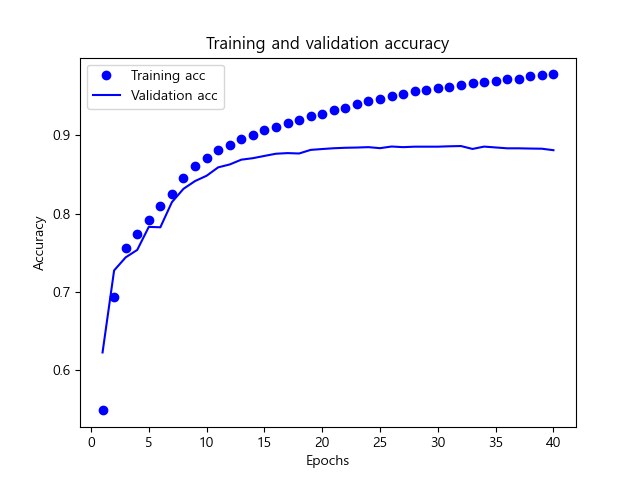 Training and validation accuracy
Training acc
Validation acc
0.9
0.8
0.7
0.6
Accuracy
0 5 10 15 20 25 30 35 40
Epochs